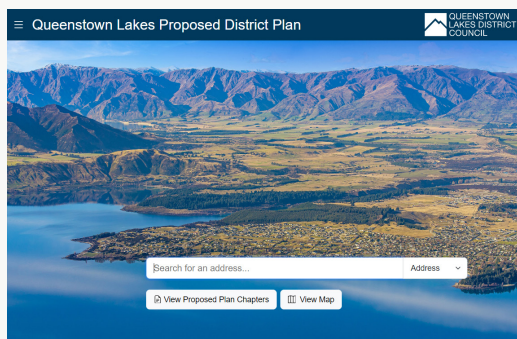 Queenstown Lakes Proposed District Plan
QUEENSTOWN
LAKES DISTRICT
COUNCIL
Search for an address...
Address
View Proposed Plan Chapters
View Map